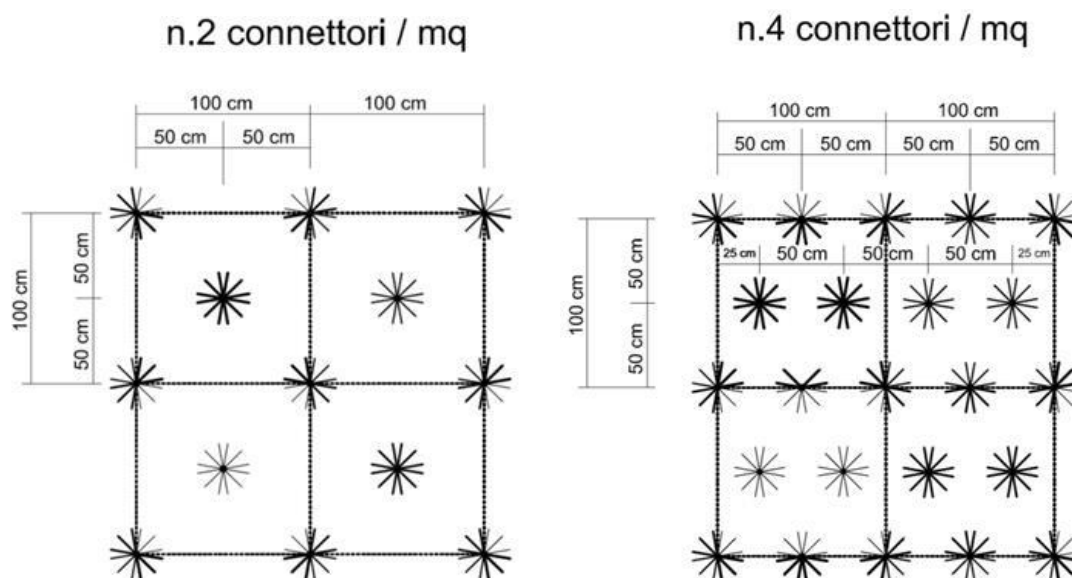 n.2 connettori / mq
100 cm 100 cm
50 cm 50 cm
100 cm
50 cm
50 cm
n.4 connettori / mq
100 cm 100 cm
50 cm 50 cm 50 cm 50 cm
25 cm 50 cm 50 cm 50 cm 25 cm
100 cm
50 cm
50 cm